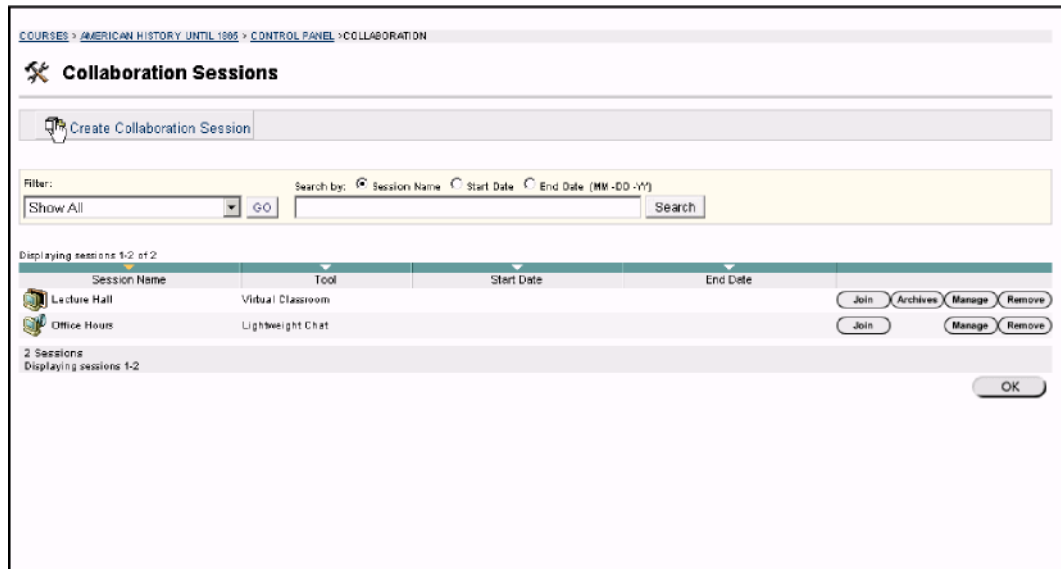 COURSES > AMERICAN HISTORY UNTIL 1865 > CONTROL PANEL >COLLABORATION
Collaboration Sessions
Create Collaboration Session
Filter:
Search by: Session Name Start Date End Date (MM -DD -YY)
Show All GO Search
Displaying sessions 1-2 of 2
Session Name Tool Start Date End Date
Lecture Hall Virtual Classroom Join Archives Manage Remove
Office Hours Lightweight Chat Join Manage Remove
2 Sessions
Displaying sessions 1-2
OK